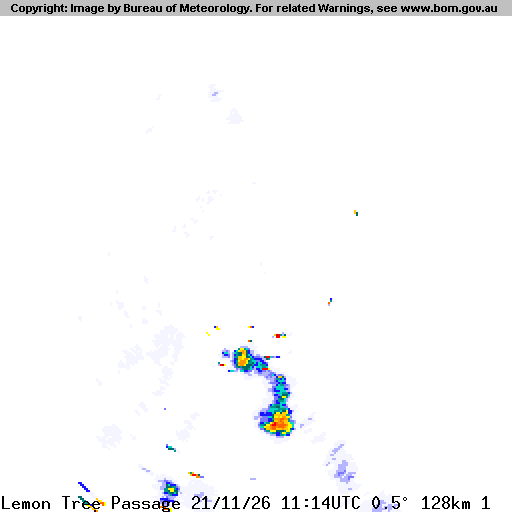 Copyright: Image by Bureau of Meteorology. For related Warnings, see www.bom.gov.au
Lemon Tree Passage 21/11/26 11:14UTC 0.5° 128km 1